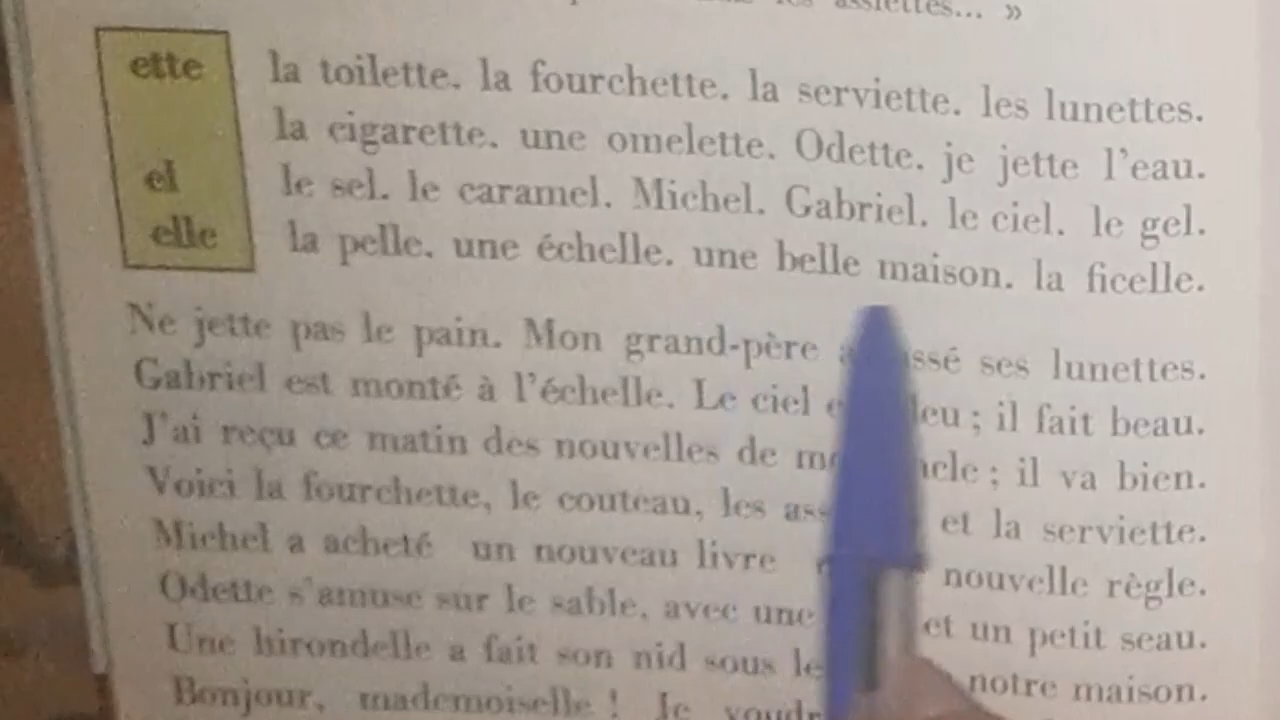 assiettes... »
ette la toilette. la fourchette. la serviette. les lunettes.
la cigarette. une omelette. Odette. je jette l'eau.
el le sel. le caramel. Michel. Gabriel. le ciel. le gel.
elle la pelle. une échelle. une belle maison. la ficelle.
Ne jette pas le pain. Mon grand-père ses lunettes.
Gabriel est monté à l'échelle. Le ciel il fait beau.
J'ai reçu ce matin des nouvelles de il va bien.
Voici la fourchette, le couteau, les et la serviette.
Michel a acheté un nouveau livre nouvelle règle.
Odette s'amuse sur le sable, avec une et un petit seau.
Une hirondelle a fait son nid sous notre maison.
Bonjour, mademoiselle ! Je